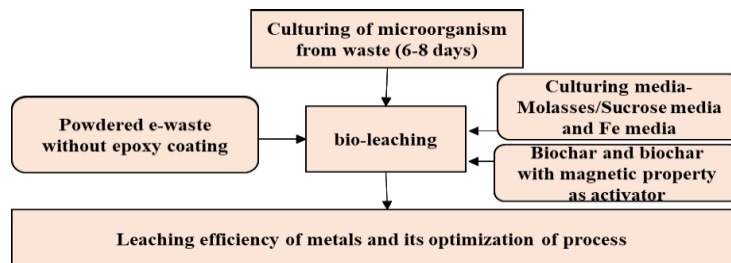 Culturing of microorganism
from waste (6-8 days)
Powdered e-waste
without epoxy coating
bio-leaching
Culturing media-
Molasses/Sucrose media
and Fe media
Biochar and biochar
with magnetic property
as activator
Leaching efficiency of metals and its optimization of process